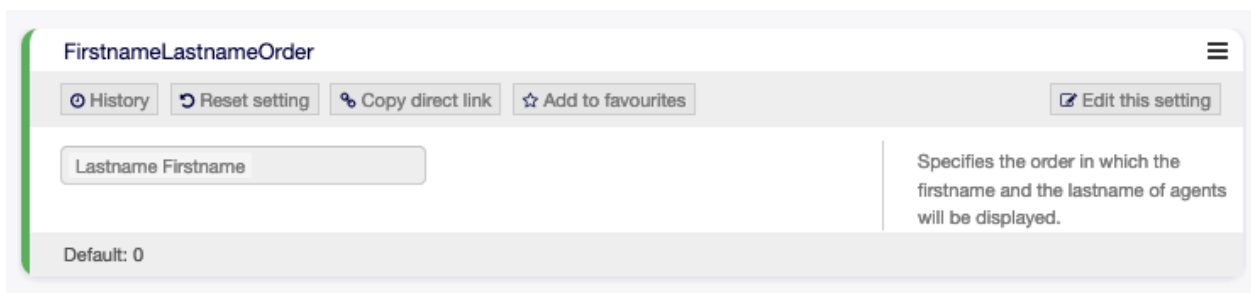 FirstnameLastnameOrder
History Reset setting Copy direct link Add to favourites Edit this setting
Lastname Firstname
Specifies the order in which the
firstname and the lastname of agents
will be displayed.
Default: 0